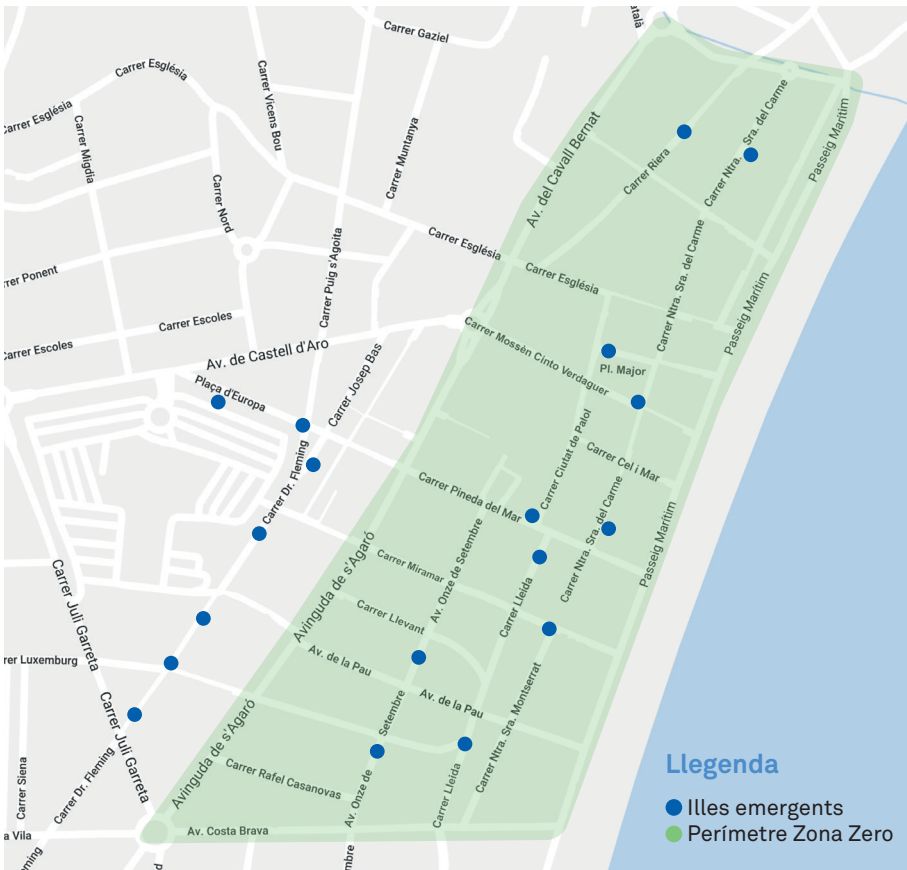 Carrer Gaziel
Carrer Església
Carrer Vicens Bou
Carrer Església
Carrer Migdia
Carrer Muntanya
Carrer Nord
Carrer Puig s'Agoita
Av. del Cavall Bernat
Carrer Riera
Carrer Ntra. Sra. del Carme
Passeig Marítim
Carrer Església
Carrer Església
rrer Ponent
Carrer Ntra. Sra. del Carme
Passeig Marítim
Carrer Escoles
Carrer Escoles
Av. de Castell d'Aro
Carrer Mossèn Cinto Verdaguer
Pl. Major
Plaça d'Europa
Carrer Josep Bas
Carrer Ciutat de Palol
Carrer Cel i Mar
Carrer Dr. Fleming
Carrer Pineda del Mar
Carrer Ntra. Sra. del Carme
Passeig Marítim
Av. Onze de Setembre
Carrer Miramar
Carrer Juli Garreta
Avinguda de s'Agaró
Carrer Llevant
Carrer Lleida
rer Luxemburg
Av. de la Pau
Av. de la Pau
Carrer Juli Garreta
Avinguda de s'Agaró
Av. Onze de Setembre
Carrer Ntra. Sra. Montserrat
Carrer Siena
Carrer Dr. Fleming
Carrer Rafel Casanovas
Carrer Lleida
a Vila
Av. Costa Brava
fleming
mbre
Llegenda
Illes emergents
Perímetre Zona Zero